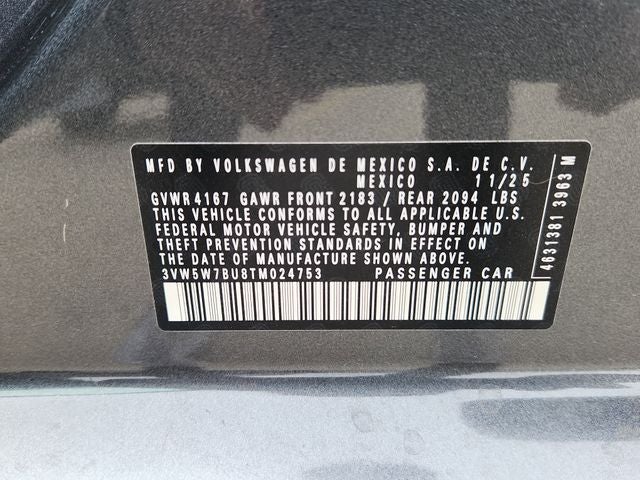 MFD BY VOLKSWAGEN DE MEXICO S.A. DE C.V.
MEXICO 11/25
GVWR 4167 GAWR FRONT 2183 / REAR 2094 LBS
THIS VEHICLE CONFORMS TO ALL APPLICABLE U.S.
FEDERAL MOTOR VEHICLE SAFETY, BUMPER AND
THEFT PREVENTION STANDARDS IN EFFECT ON
THE DATE OF MANUFACTURE SHOWN ABOVE.
3VW5W7BU8TM024753 PASSENGER CAR
4631381 3963 M